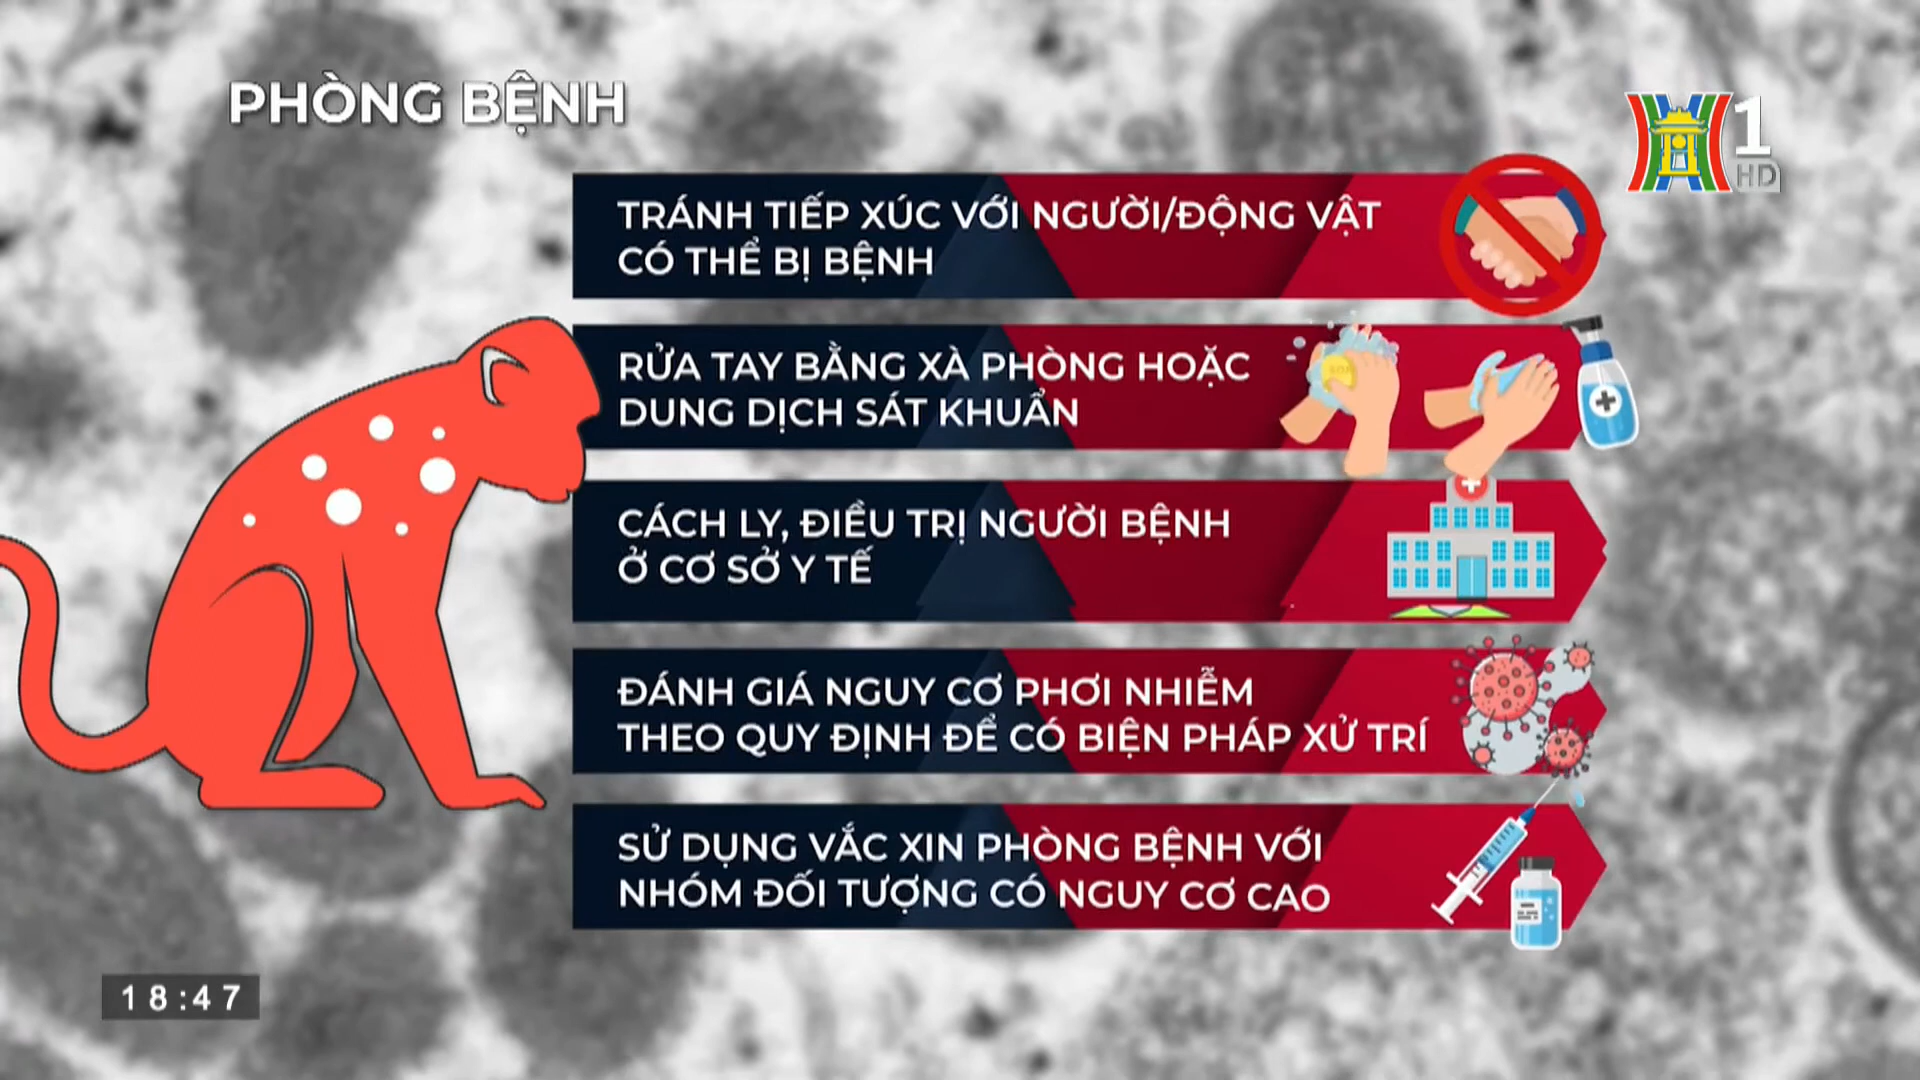 PHÒNG BỆNH
1
HD
TRÁNH TIẾP XÚC VỚI NGƯỜI/ĐỘNG VẬT
CÓ THỂ BỊ BỆNH
RỬA TAY BẰNG XÀ PHÒNG HOẶC
DUNG DỊCH SÁT KHUẨN
CÁCH LY, ĐIỀU TRỊ NGƯỜI BỆNH
Ở CƠ SỞ Y TẾ
ĐÁNH GIÁ NGUY CƠ PHƠI NHIỄM
THEO QUY ĐỊNH ĐỂ CÓ BIỆN PHÁP XỬ TRÍ
SỬ DỤNG VẮC XIN PHÒNG BỆNH VỚI
NHÓM ĐỐI TƯỢNG CÓ NGUY CƠ CAO
18:47